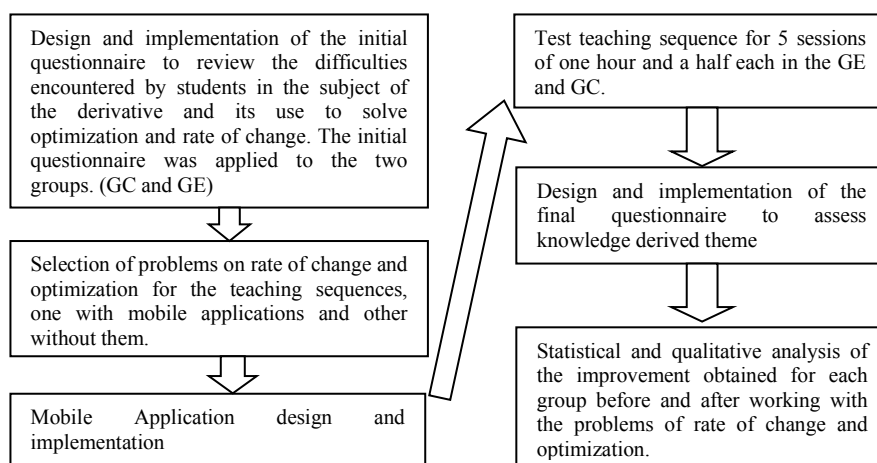 Design and implementation of the initial
questionnaire to review the difficulties
encountered by students in the subject of
the derivative and its use to solve
optimization and rate of change. The initial
questionnaire was applied to the two
groups. (GC and GE)
Selection of problems on rate of change and
optimization for the teaching sequences,
one with mobile applications and other
without them.
Mobile Application design and
implementation
Test teaching sequence for 5 sessions
of one hour and a half each in the GE
and GC.
Design and implementation of the
final questionnaire to assess
knowledge derived theme
Statistical and qualitative analysis of
the improvement obtained for each
group before and after working with
the problems of rate of change and
optimization.